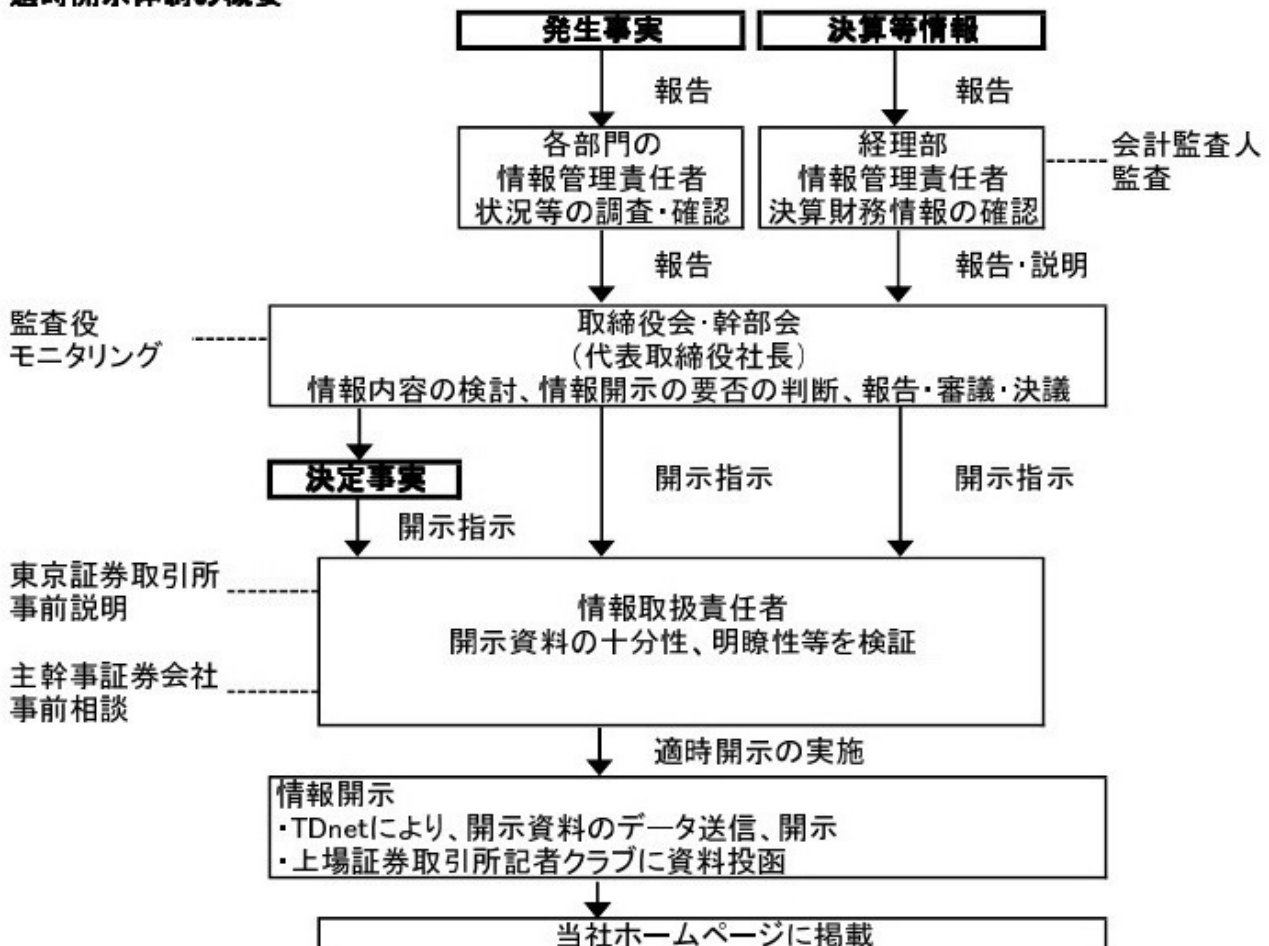 適時開示体制の概要
発生事実
決算等情報
報告
報告
各部門の
情報管理責任者
状況等の調査・確認
経理部
情報管理責任者
決算財務情報の確認
会計監査人
監査
報告
報告・説明
監査役
モニタリング
取締役会・幹部会
(代表取締役社長)
情報内容の検討、情報開示の要否の判断、報告・審議・決議
決定事実
開示指示
開示指示
開示指示
東京証券取引所
事前説明
情報取扱責任者
開示資料の十分性、明瞭性等を検証
主幹事証券会社
事前相談
適時開示の実施
情報開示
・TDnetにより、開示資料のデータ送信、開示
・上場証券取引所記者クラブに資料投函
当社ホームページに掲載